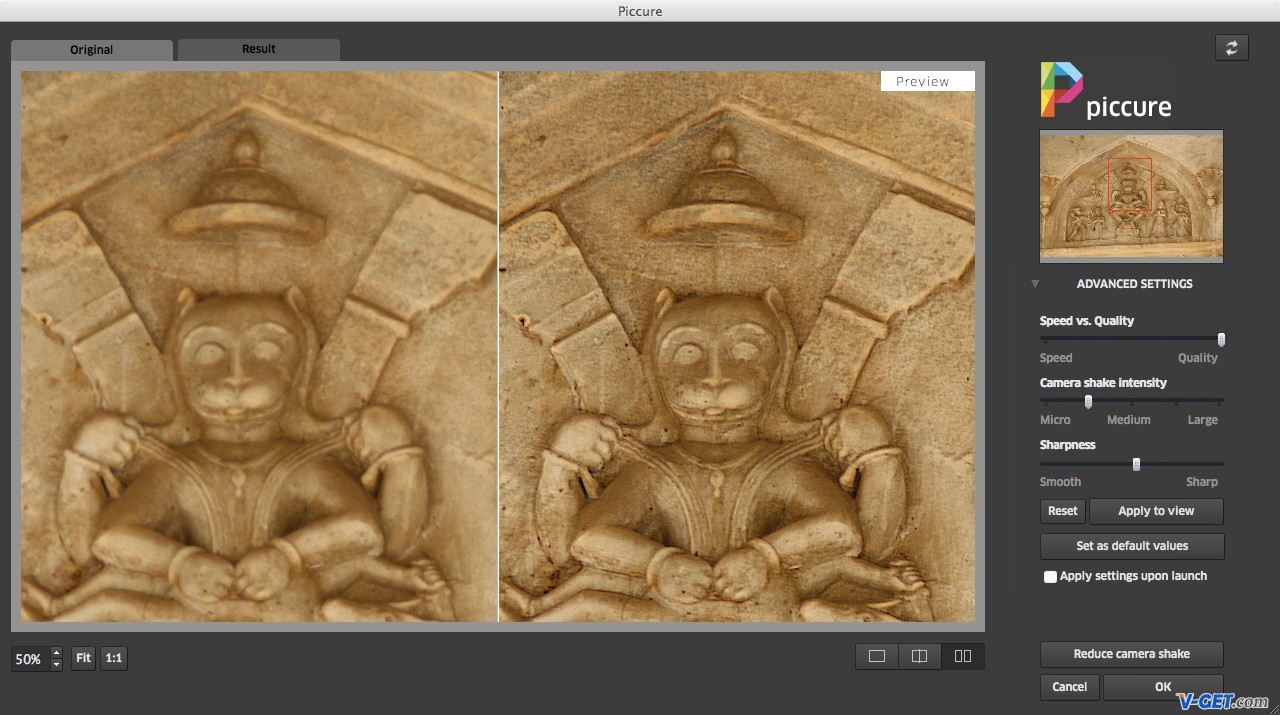 Piccure
Original
Result
Preview
piccure
ADVANCED SETTINGS
Speed vs. Quality
Speed
Quality
Camera shake intensity
Micro
Medium
Large
Sharpness
Smooth
Sharp
Reset
Apply to view
Set as default values
Apply settings upon launch
50%
Fit
1:1
Reduce camera shake
Cancel
OK
V-GET.com